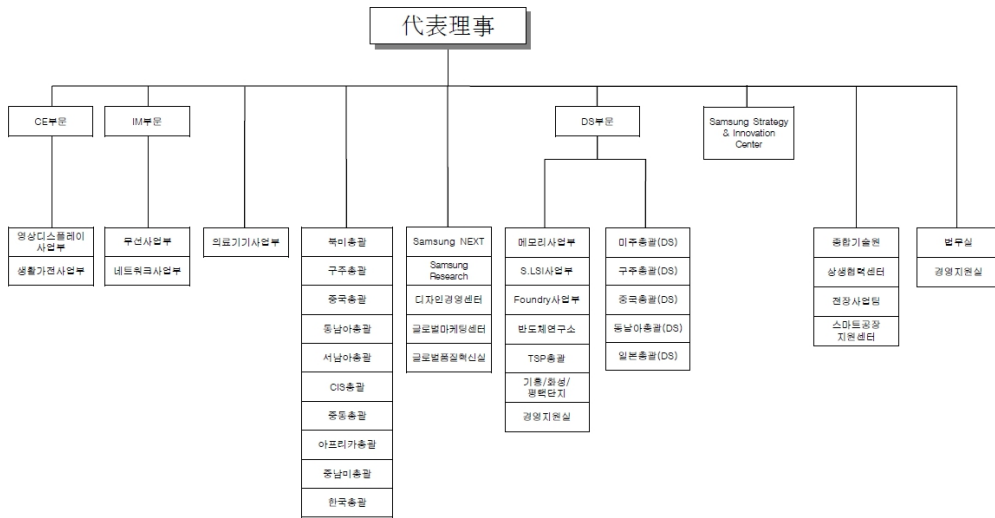 代表理事
CE부문
IM부문
DS부문
Samsung Strategy
& Innovation
Center
영상디스플레이
사업부
생활가전사업부
무선사업부
네트워크사업부
의료기기사업부
북미총괄
구주총괄
중국총괄
동남아총괄
서남아총괄
CIS총괄
중동총괄
아프리카총괄
중남미총괄
한국총괄
Samsung NEXT
Samsung
Research
디자인경영센터
글로벌마케팅센터
글로벌품질혁신실
메모리사업부
S.LSI사업부
Foundry사업부
반도체연구소
TSP총괄
기흥/화성/
평택단지
경영지원실
미주총괄(DS)
구주총괄(DS)
중국총괄(DS)
동남아총괄(DS)
일본총괄(DS)
종합기술원
상생협력센터
전장사업팀
스마트공장
지원센터
법무실
경영지원실